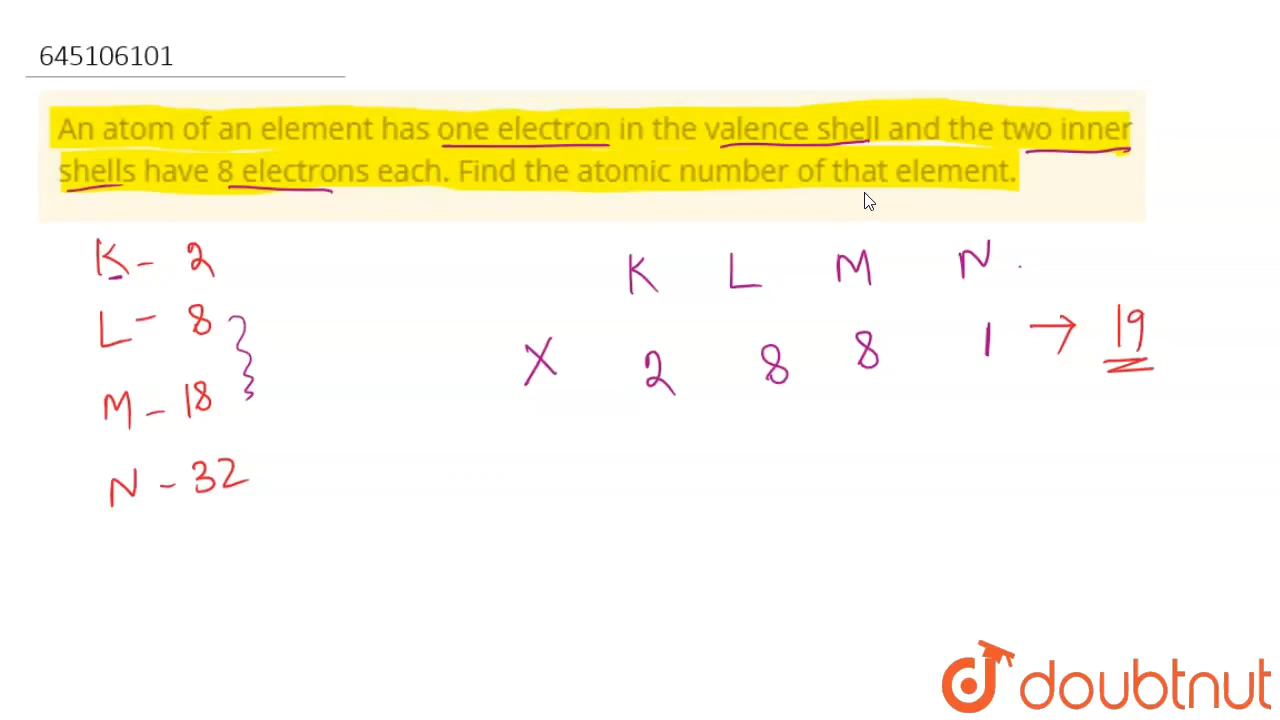 645106101
An atom of an element has one electron in the valence shell and the two inner
shells have 8 electrons each. Find the atomic number of that element.
K - 2
L - 8
M - 18
N - 32
K L M N
X 2 8 8 1 → 19
doubtnut